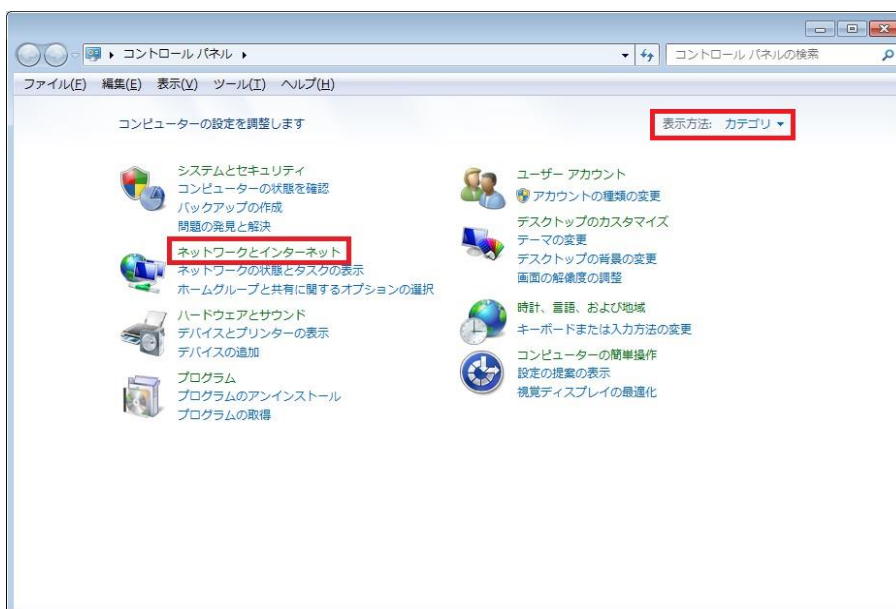 コントロール パネル
コントロール パネルの検索
ファイル(F) 編集(E) 表示(V) ツール(T) ヘルプ(H)
コンピューターの設定を調整します
表示方法: カテゴリ
システムとセキュリティ
コンピューターの状態を確認
バックアップの作成
問題の発見と解決
ネットワークとインターネット
ネットワークの状態とタスクの表示
ホームグループと共有に関するオプションの選択
ハードウェアとサウンド
デバイスとプリンターの表示
デバイスの追加
プログラム
プログラムのアンインストール
プログラムの取得
ユーザー アカウント
アカウントの種類の変更
デスクトップのカスタマイズ
テーマの変更
デスクトップの背景の変更
画面の解像度の調整
時計、言語、および地域
キーボードまたは入力方法の変更
コンピューターの簡単操作
設定の提案の表示
視覚ディスプレイの最適化